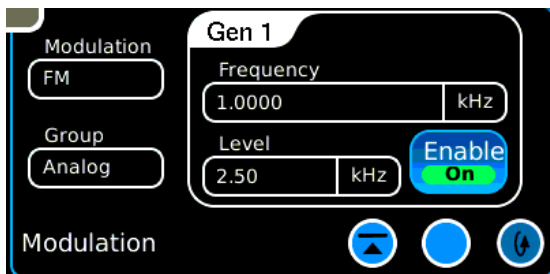 Modulation
FM
Group
Analog
Gen 1
Frequency
1.0000 kHz
Level
2.50 kHz
Enable
On
Modulation